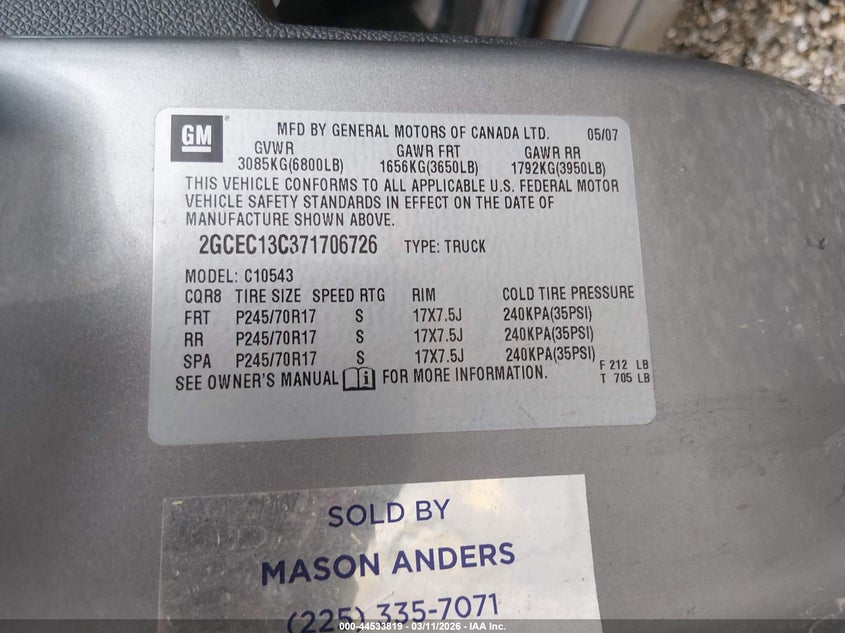 GM
MFD BY GENERAL MOTORS OF CANADA LTD. 05/07
GVWR GAWR FRT GAWR RR
3085KG(6800LB) 1656KG(3650LB) 1792KG(3950LB)
THIS VEHICLE CONFORMS TO ALL APPLICABLE U.S. FEDERAL MOTOR
VEHICLE SAFETY STANDARDS IN EFFECT ON THE DATE OF
MANUFACTURE SHOWN ABOVE.
2GCEC13C371706726 TYPE: TRUCK
MODEL: C10543
CQR8 TIRE SIZE SPEED RTG RIM COLD TIRE PRESSURE
FRT P245/70R17 S 17X7.5J 240KPA(35PSI)
RR P245/70R17 S 17X7.5J 240KPA(35PSI)
SPA P245/70R17 S 17X7.5J 240KPA(35PSI)
F 212 LB
T 705 LB
SEE OWNER'S MANUAL i FOR MORE INFORMATION.
SOLD BY
MASON ANDERS
(225) 335-7071
000-44533819 - 03/11/2026 - IAA Inc.